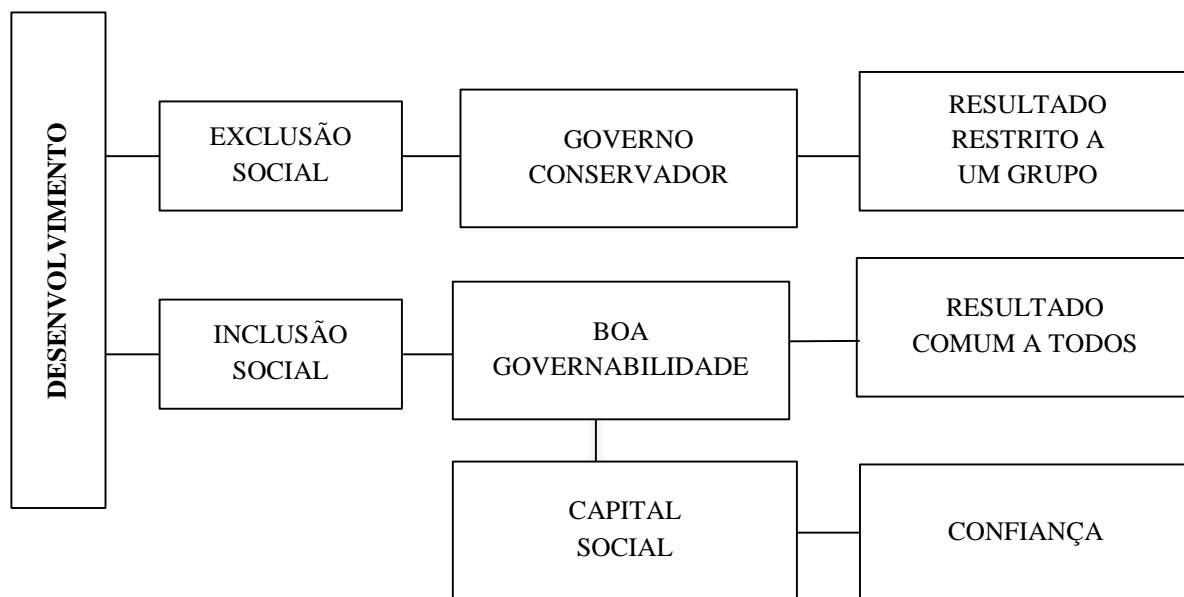 DESENVOLVIMENTO
EXCLUSÃO
SOCIAL
GOVERNO
CONSERVADOR
RESULTADO
RESTRITO A
UM GRUPO
INCLUSÃO
SOCIAL
BOA
GOVERNABILIDADE
RESULTADO
COMUM A TODOS
CAPITAL
SOCIAL
CONFIANÇA